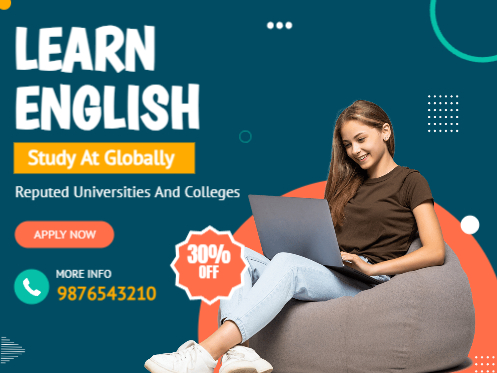 LEARN
ENGLISH
Study At Globally
Reputed Universities And Colleges
APPLY NOW
MORE INFO
9876543210
30%
OFF